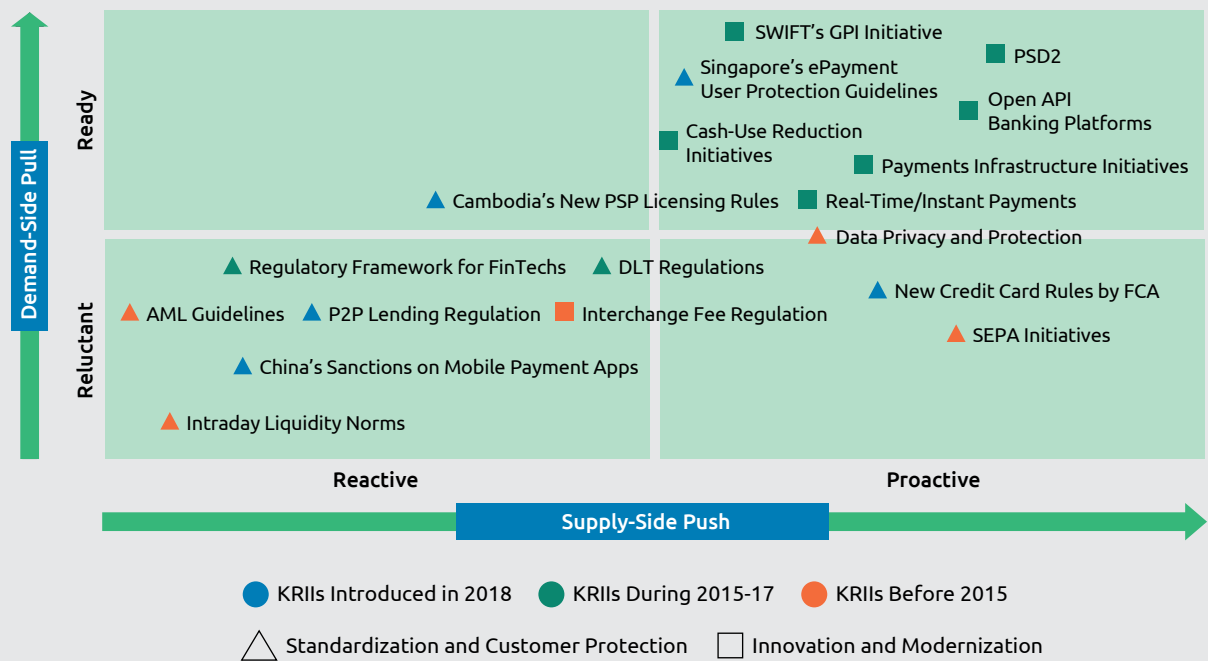 Demand-Side Pull
Ready
Reluctant
SWIFT’s GPI Initiative
PSD2
Singapore’s ePayment
User Protection Guidelines
Open API
Banking Platforms
Cash-Use Reduction
Initiatives
Payments Infrastructure Initiatives
Cambodia’s New PSP Licensing Rules
Real-Time/Instant Payments
Data Privacy and Protection
Regulatory Framework for FinTechs
DLT Regulations
New Credit Card Rules by FCA
AML Guidelines
P2P Lending Regulation
Interchange Fee Regulation
SEPA Initiatives
China’s Sanctions on Mobile Payment Apps
Intraday Liquidity Norms
Reactive
Proactive
Supply-Side Push
KRIIs Introduced in 2018
KRIIs During 2015-17
KRIIs Before 2015
Standardization and Customer Protection
Innovation and Modernization